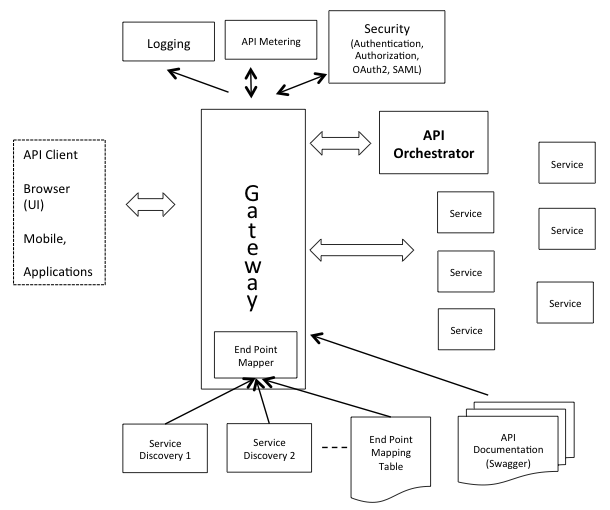 Logging
API Metering
Security
(Authentication,
Authorization,
OAuth2, SAML)
API Client
Browser
(UI)
Mobile,
Applications
Gateway
API
Orchestrator
Service
Service
Service
Service
Service
Service
End Point
Mapper
Service
Discovery 1
Service
Discovery 2
End Point
Mapping
Table
API
Documentation
(Swagger)